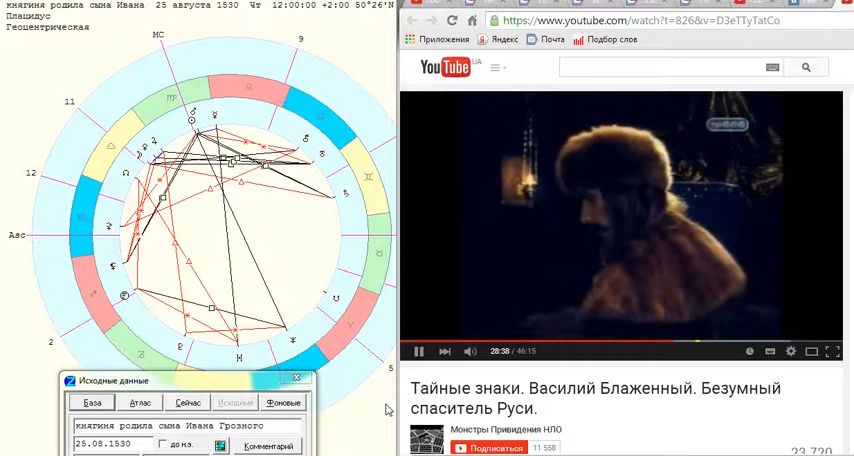 княгиня родила сына Ивана 25 августа 1530 Чт 12:00:00 +2:00 50°26'N
Плацидус
Геоцентрическая
MC
9
11
12
Asc
2
5
Исходные данные
База
Атлас
Сейчас
Исходные
Фоновые
княгиня родила сына Ивана Грозного
25.08.1530
до н.э.
Комментарий
https://www.youtube.com/watch?t=826&v=D3eTTyTatCo
Приложения
Яндекс
Почта
Подбор слов
YouTube UA
28:38 / 46:15
Тайные знаки. Василий Блаженный. Безумный
спаситель Руси.
Монстры Привидения НЛО
Подписаться
11 558
23 720